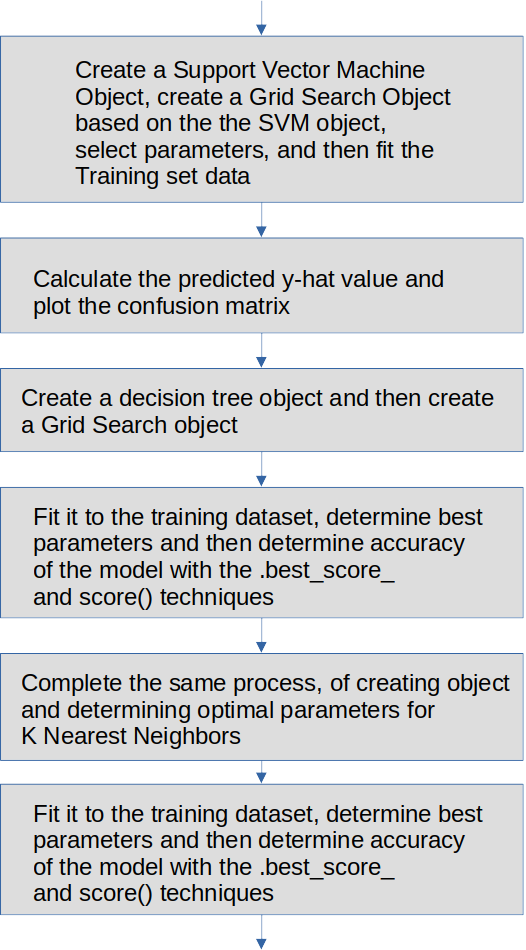 Create a Support Vector Machine
Object, create a Grid Search Object
based on the the SVM object,
select parameters, and then fit the
Training set data
Calculate the predicted y-hat value and
plot the confusion matrix
Create a decision tree object and then create
a Grid Search object
Fit it to the training dataset, determine best
parameters and then determine accuracy
of the model with the .best_score_
and score() techniques
Complete the same process, of creating object
and determining optimal parameters for
K Nearest Neighbors
Fit it to the training dataset, determine best
parameters and then determine accuracy
of the model with the .best_score_
and score() techniques